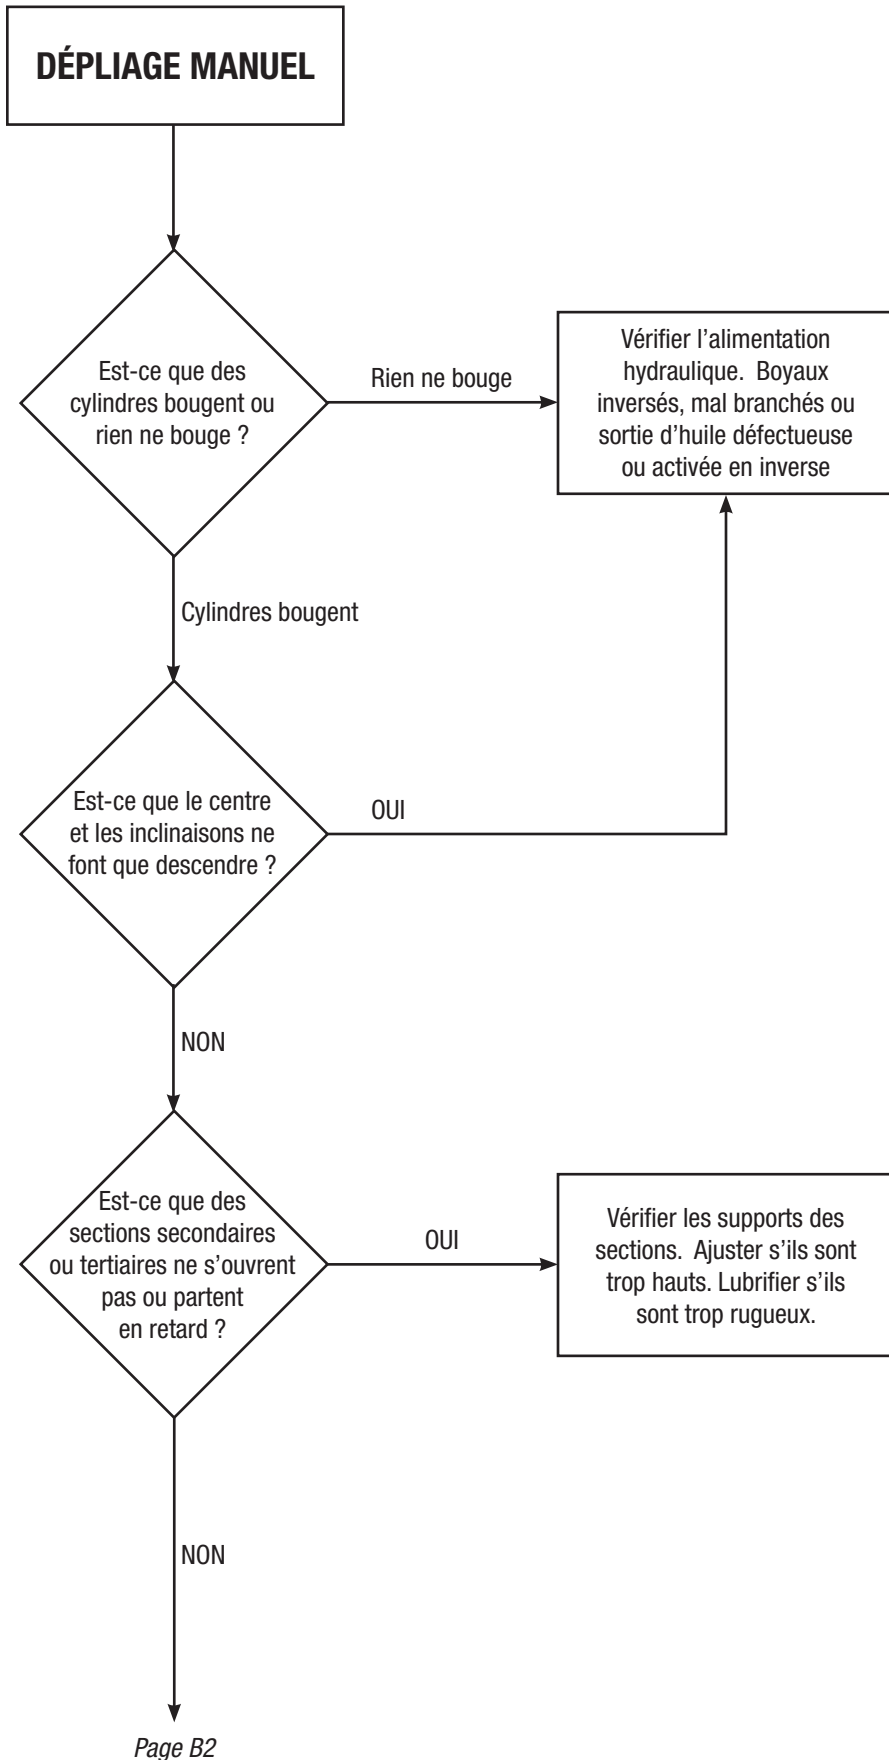 DÉPLIAGE MANUEL
Est-ce que des
cylindres bougent ou
rien ne bouge ?
Rien ne bouge
Vérifier l’alimentation
hydraulique.  Boyaux
inversés, mal branchés ou
sortie d’huile défectueuse
ou activée en inverse
Cylindres bougent
Est-ce que le centre
et les inclinaisons ne
font que descendre ?
OUI
NON
Est-ce que des
sections secondaires
ou tertiaires ne s’ouvrent
pas ou partent
en retard ?
OUI
Vérifier les supports des
sections.  Ajuster s’ils sont
trop hauts. Lubrifier s’ils
sont trop rugueux.
NON
Page B2